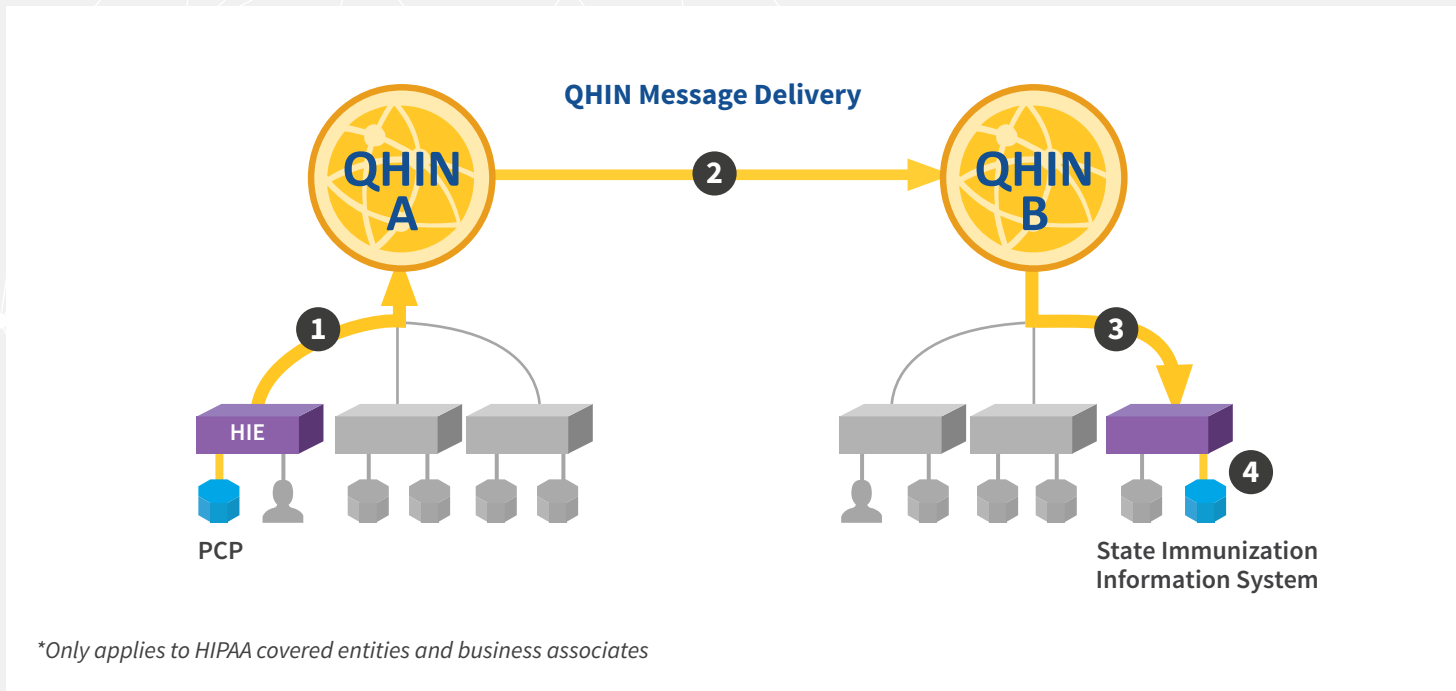 QHIN Message Delivery
QHIN
A
2
QHIN
B
1
3
HIE
4
PCP
State Immunization
Information System
*Only applies to HIPAA covered entities and business associates